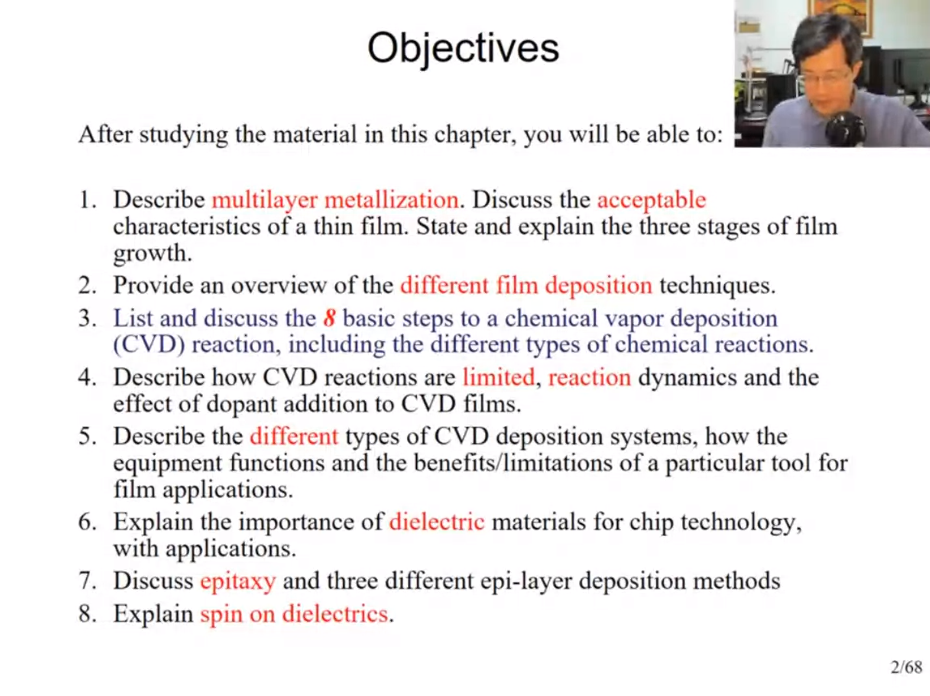 Objectives
After studying the material in this chapter, you will be able to:
1. Describe multilayer metallization. Discuss the acceptable
characteristics of a thin film. State and explain the three stages of film
growth.
2. Provide an overview of the different film deposition techniques.
3. List and discuss the 8 basic steps to a chemical vapor deposition
(CVD) reaction, including the different types of chemical reactions.
4. Describe how CVD reactions are limited, reaction dynamics and the
effect of dopant addition to CVD films.
5. Describe the different types of CVD deposition systems, how the
equipment functions and the benefits/limitations of a particular tool for
film applications.
6. Explain the importance of dielectric materials for chip technology,
with applications.
7. Discuss epitaxy and three different epi-layer deposition methods
8. Explain spin on dielectrics.
2/68